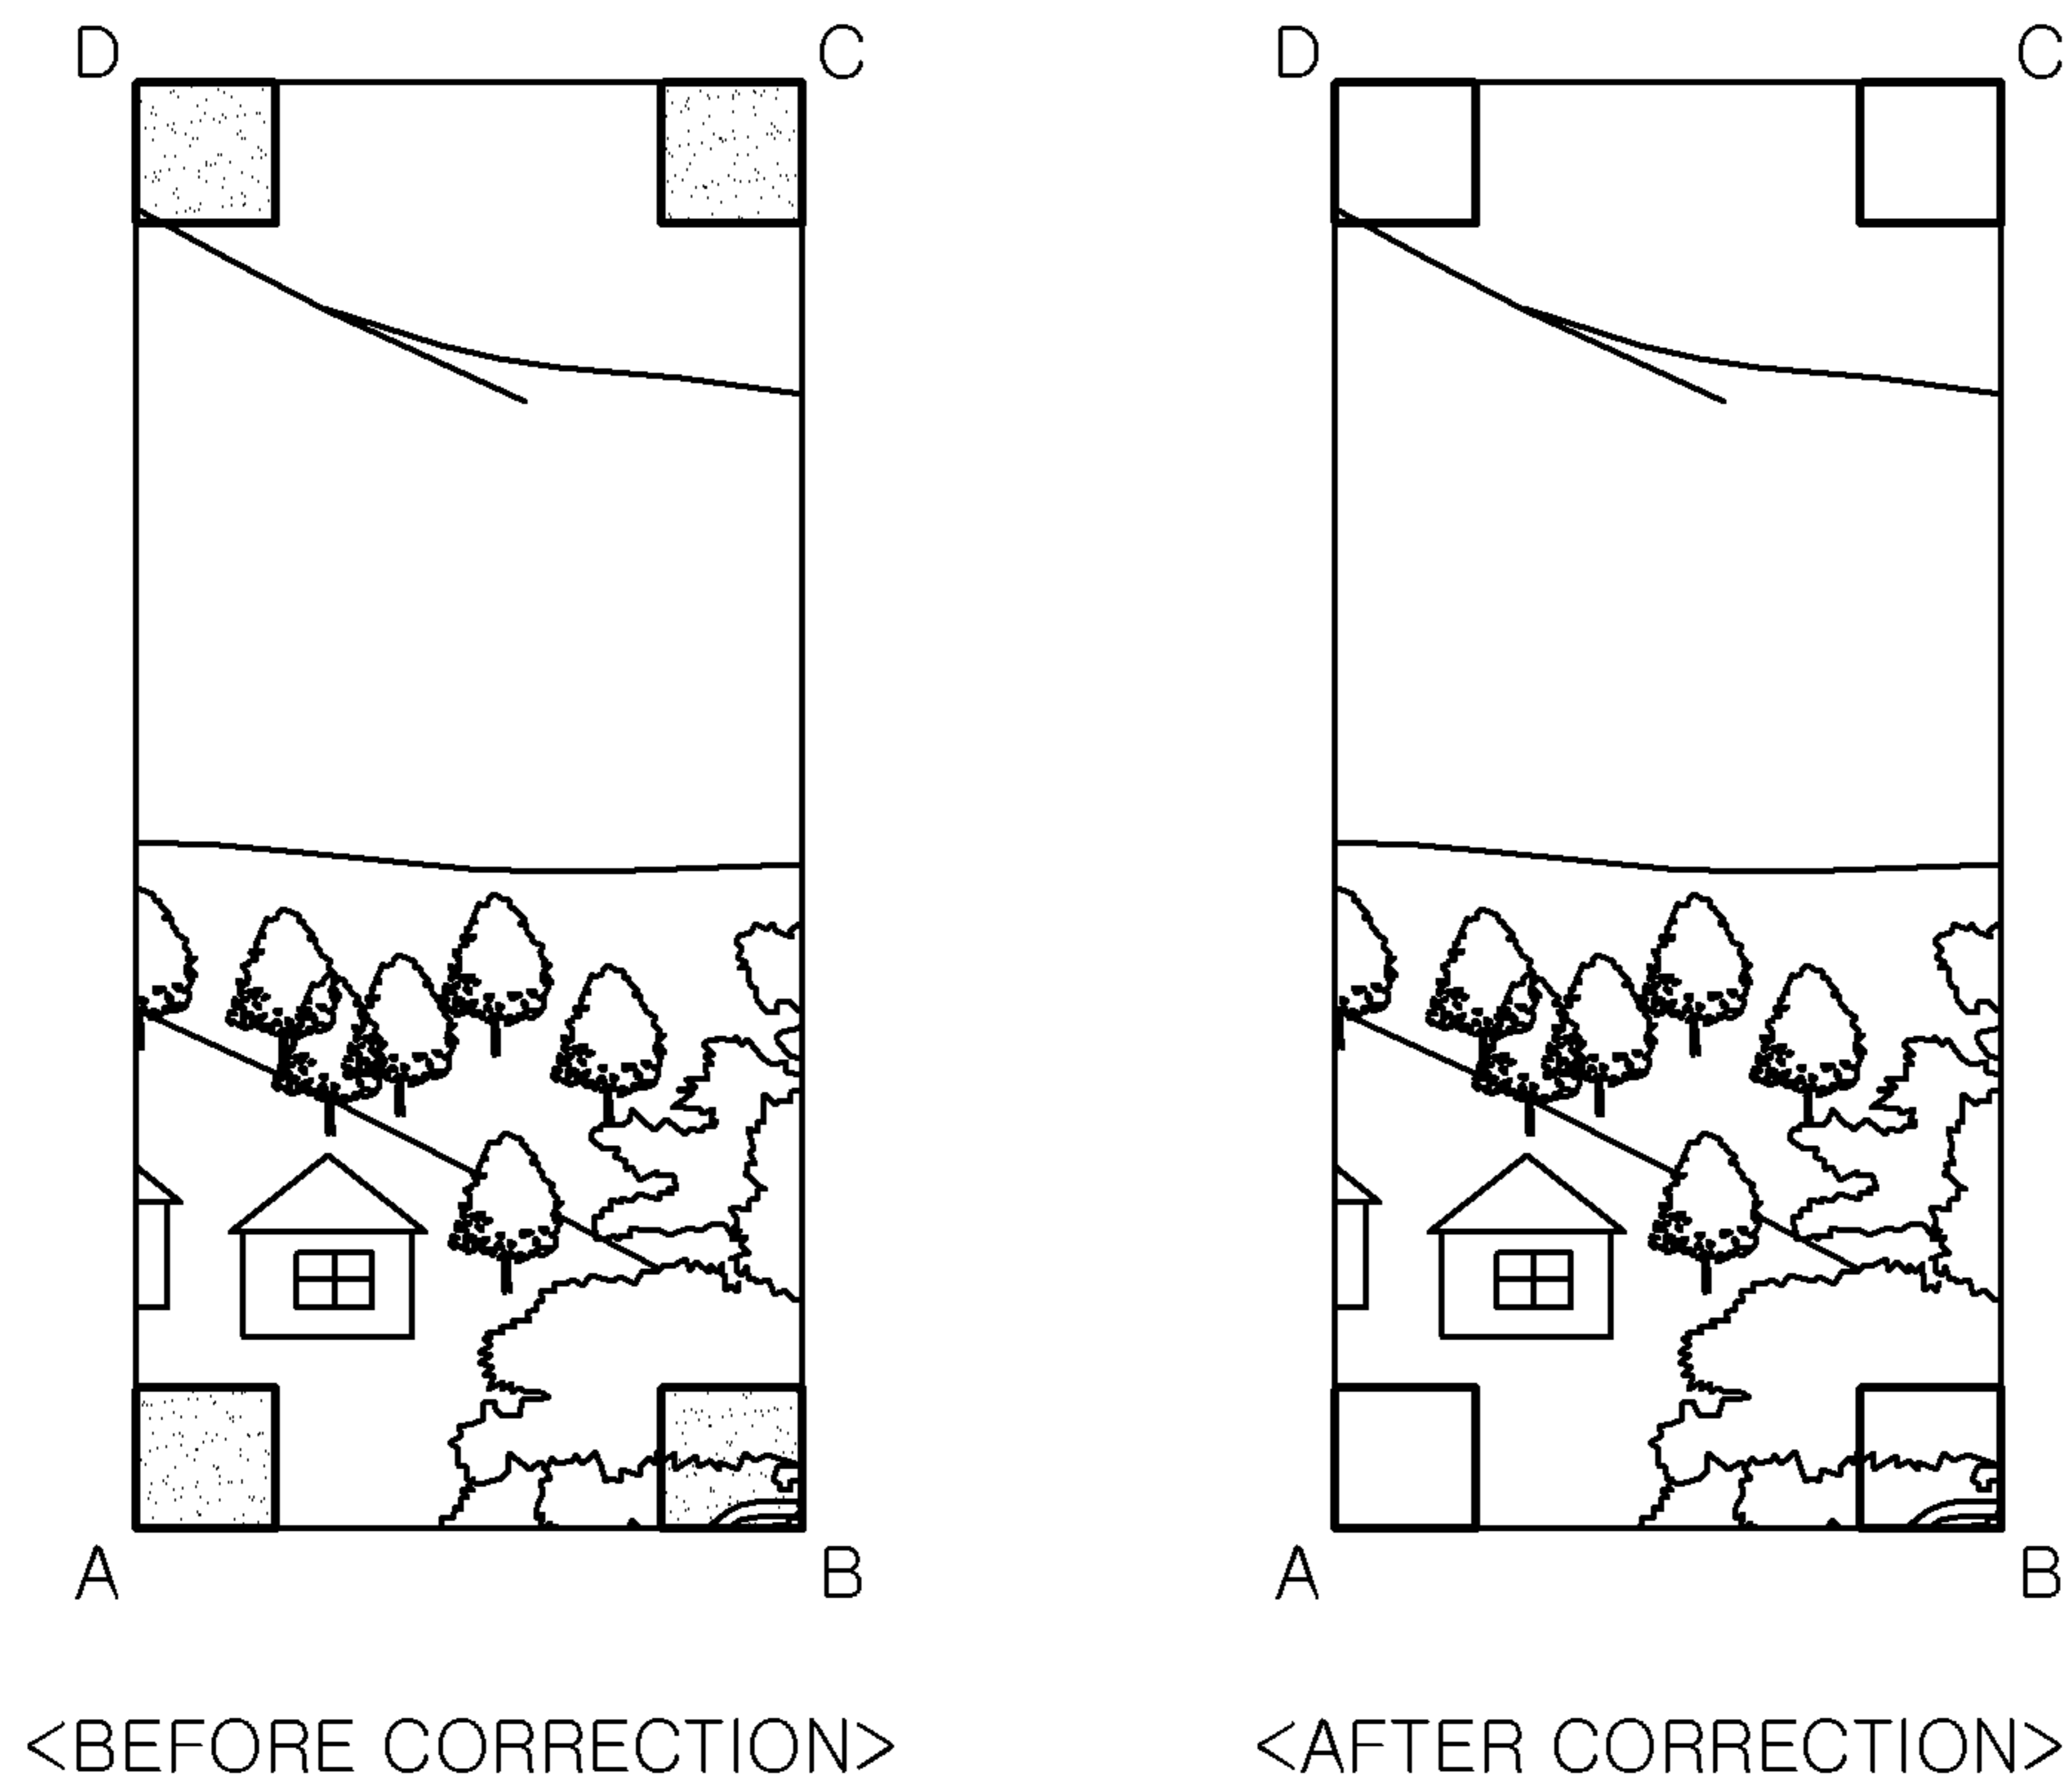 D C D C
A B A B
<BEFORE CORRECTION> <AFTER CORRECTION>